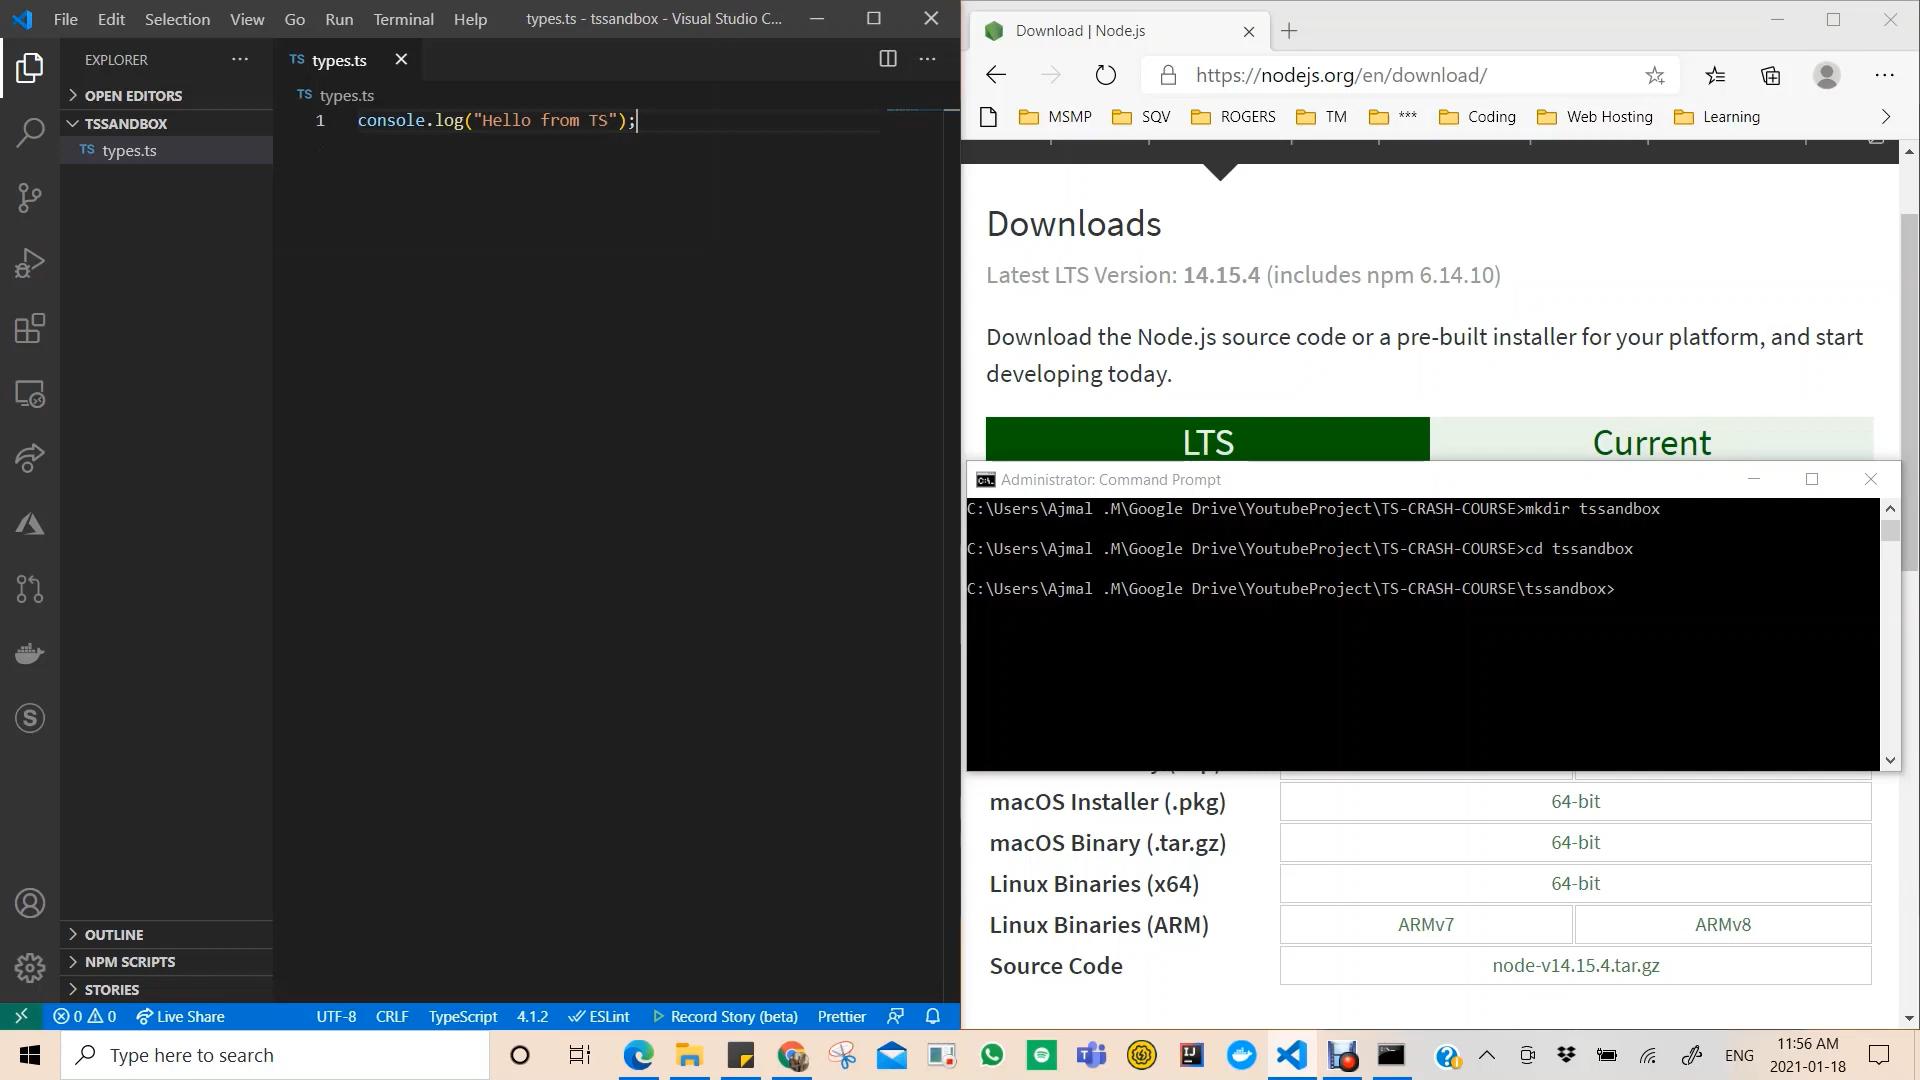 File Edit Selection View Go Run Terminal Help types.ts - tssandbox - Visual Studio C...
EXPLORER
OPEN EDITORS
TSSANDBOX
TS types.ts
OUTLINE
NPM SCRIPTS
STORIES
TS types.ts
TS types.ts
1 console.log("Hello from TS");
0 0 Live Share UTF-8 CRLF TypeScript 4.1.2 ESLint Record Story (beta) Prettier
Download | Node.js
https://nodejs.org/en/download/
MSMP SQV ROGERS TM *** Coding Web Hosting Learning
Downloads
Latest LTS Version: 14.15.4 (includes npm 6.14.10)
Download the Node.js source code or a pre-built installer for your platform, and start
developing today.
LTS Current
Administrator: Command Prompt
C:\Users\Ajmal .M\Google Drive\YoutubeProject\TS-CRASH-COURSE>mkdir tssandbox
C:\Users\Ajmal .M\Google Drive\YoutubeProject\TS-CRASH-COURSE>cd tssandbox
C:\Users\Ajmal .M\Google Drive\YoutubeProject\TS-CRASH-COURSE\tssandbox>
macOS Installer (.pkg) 64-bit
macOS Binary (.tar.gz) 64-bit
Linux Binaries (x64) 64-bit
Linux Binaries (ARM) ARMv7 ARMv8
Source Code node-v14.15.4.tar.gz
Type here to search
ENG
11:56 AM
2021-01-18